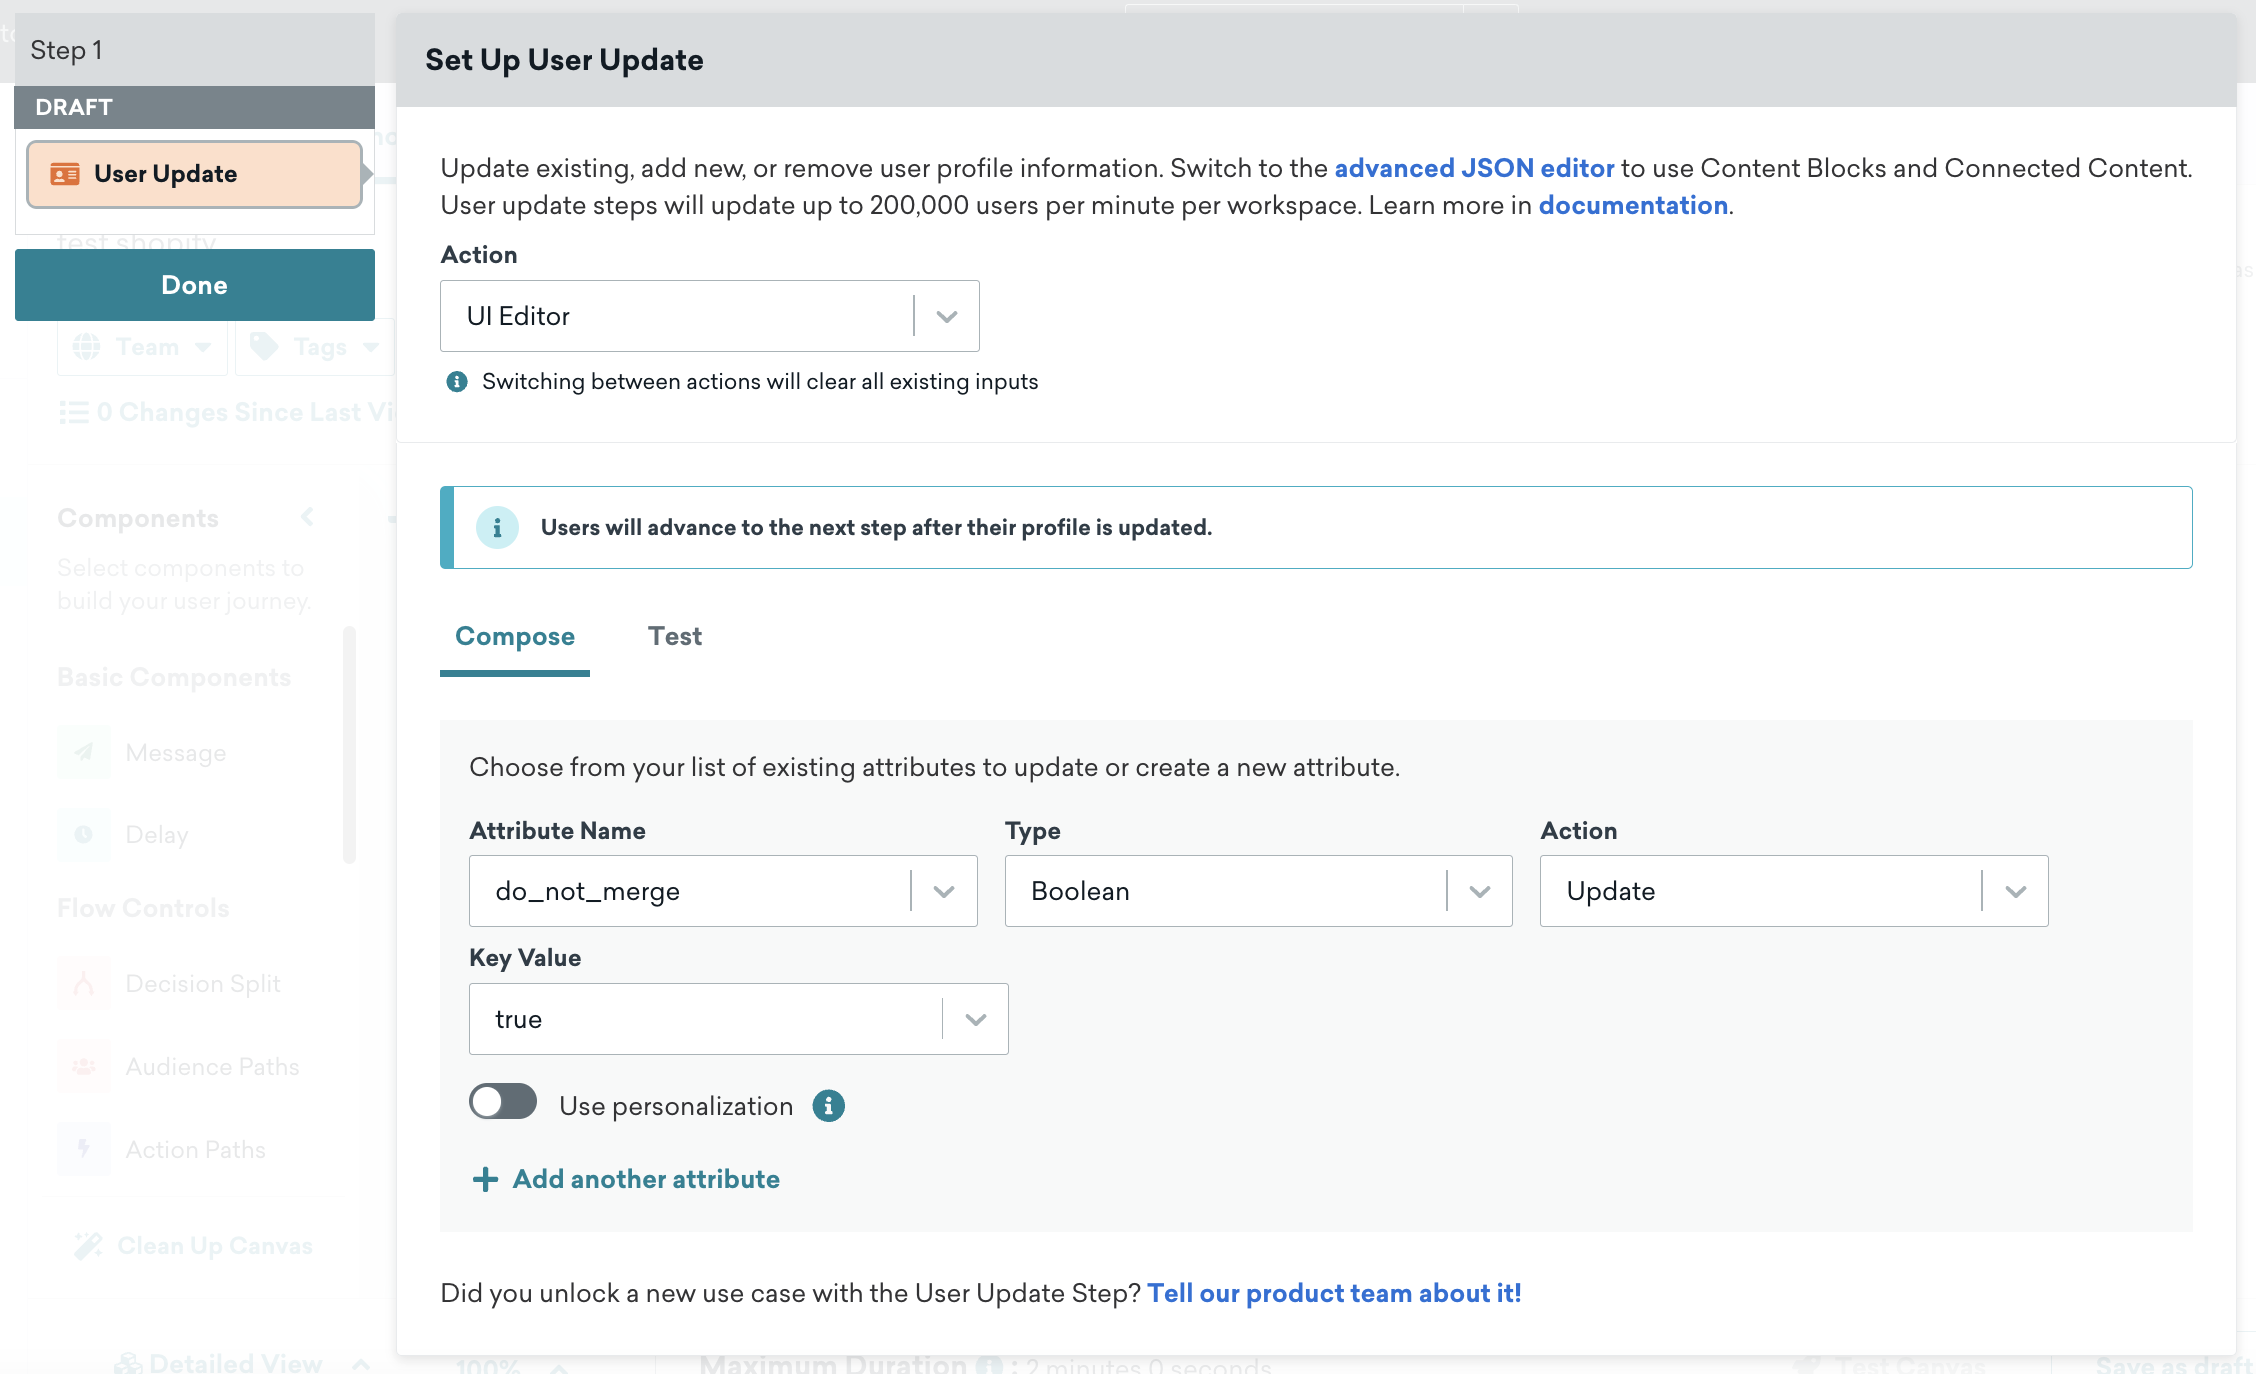 Step 1
DRAFT
User Update
test shopify
Done
Team
Tags
0 Changes Since Last Vi
Components
Select components to
build your user journey.
Basic Components
Message
Delay
Flow Controls
Decision Split
Audience Paths
Action Paths
Clean Up Canvas
Detailed View
100%
Maximum Duration : 2 minutes 0 seconds
Test Canvas
Save as draft
Set Up User Update
Update existing, add new, or remove user profile information. Switch to the advanced JSON editor to use Content Blocks and Connected Content.
User update steps will update up to 200,000 users per minute per workspace. Learn more in documentation.
Action
UI Editor
Switching between actions will clear all existing inputs
Users will advance to the next step after their profile is updated.
Compose Test
Choose from your list of existing attributes to update or create a new attribute.
Attribute Name Type Action
do_not_merge Boolean Update
Key Value
true
Use personalization
Add another attribute
Did you unlock a new use case with the User Update Step? Tell our product team about it!